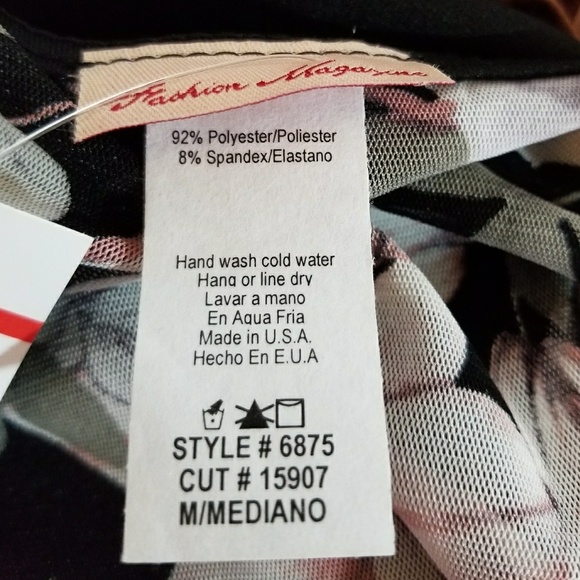 Fashion Magazine
92% Polyester/Poliester
8% Spandex/Elastano
Hand wash cold water
Hang or line dry
Lavar a mano
En Agua Fria
Made in U.S.A.
Hecho En E.U.A
STYLE # 6875
CUT # 15907
M/MEDIANO